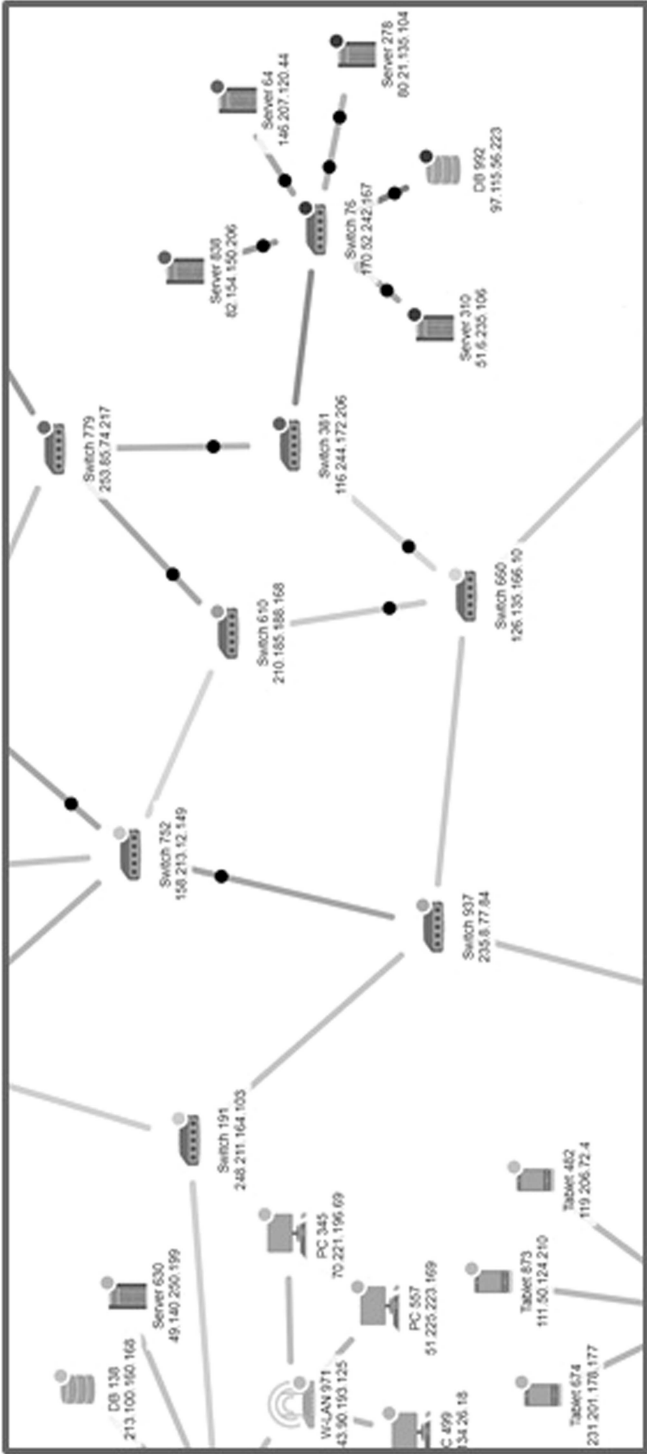 DB 138
213.100.160.168
Server 630
49.140.250.199
W-LAN 971
43.90.193.125
C 499
134.26.18
PC 345
70.221.196.69
PC 557
51.225.223.169
Tablet 674
231.201.178.177
Tablet 873
111.50.124.210
Tablet 482
119.206.72.4
Switch 191
248.211.164.103
Switch 752
158.213.12.149
Switch 937
235.8.77.84
Switch 610
210.185.188.168
Switch 660
126.135.166.10
Switch 779
253.85.74.217
Switch 381
116.244.172.206
Server 838
82.154.150.206
Server 64
146.207.120.44
Switch 76
170.52.242.167
Server 310
51.6.235.106
Server 278
80.21.135.104
DB 992
97.115.56.223